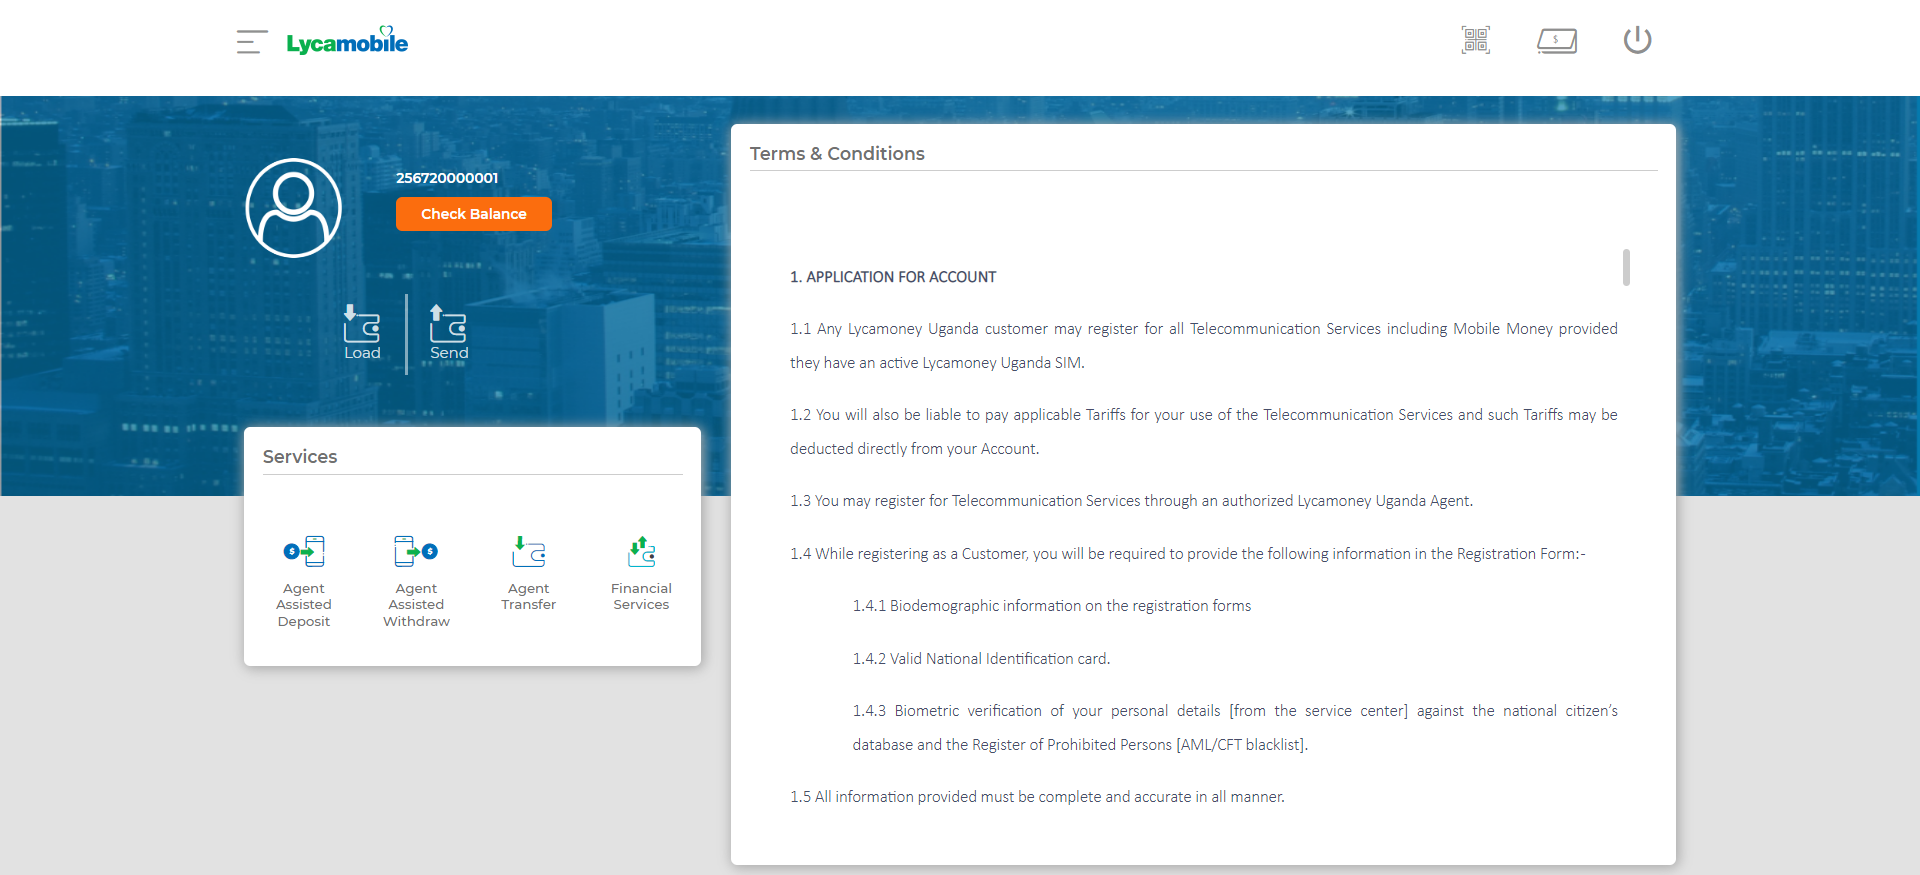 Lycamobile
$
256720000001
Check Balance
Load
Send
Services
$
Agent
Assisted
Deposit
$
Agent
Assisted
Withdraw
Agent
Transfer
Financial
Services
Terms & Conditions
1. APPLICATION FOR ACCOUNT
1.1 Any Lycamoney Uganda customer may register for all Telecommunication Services including Mobile Money provided
they have an active Lycamoney Uganda SIM.
1.2 You will also be liable to pay applicable Tariffs for your use of the Telecommunication Services and such Tariffs may be
deducted directly from your Account.
1.3 You may register for Telecommunication Services through an authorized Lycamoney Uganda Agent.
1.4 While registering as a Customer, you will be required to provide the following information in the Registration Form:-
1.4.1 Biodemographic information on the registration forms
1.4.2 Valid National Identification card.
1.4.3 Biometric verification of your personal details [from the service center] against the national citizen’s
database and the Register of Prohibited Persons [AML/CFT blacklist].
1.5 All information provided must be complete and accurate in all manner.